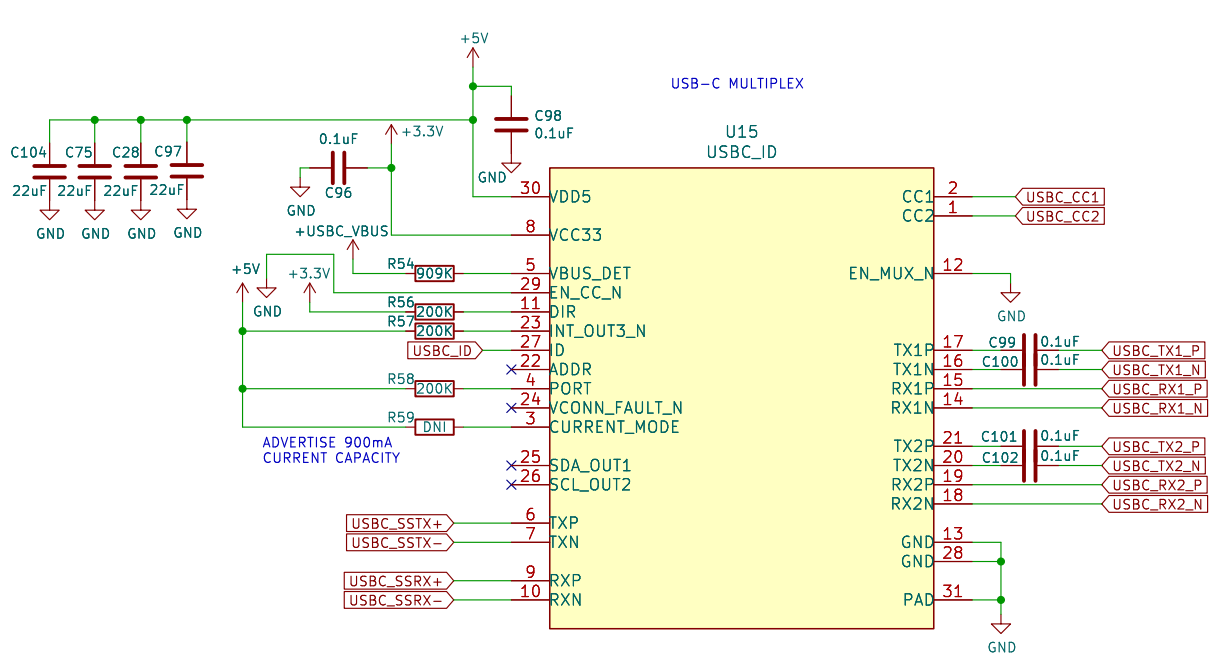 +5V
USB-C MULTIPLEX
C98
0.1uF
+3.3V
0.1uF
C96
GND
GND
C104
22uF
GND
C75
22uF
GND
C28
22uF
GND
C97
22uF
GND
U15
USBC_ID
30 VDD5
8 VCC33
+USBC_VBUS
R54
909K
5 VBUS_DET
29 EN_CC_N
+5V
GND
+3.3V
R56
200K
11 DIR
R57
200K
23 INT_OUT3_N
USBC_ID
27 ID
22 ADDR
R58
200K
4 PORT
24 VCONN_FAULT_N
R59
DNI
3 CURRENT_MODE
ADVERTISE 900mA
CURRENT CAPACITY
25 SDA_OUT1
26 SCL_OUT2
USBC_SSTX+
6 TXP
USBC_SSTX-
7 TXN
USBC_SSRX+
9 RXP
USBC_SSRX-
10 RXN
CC1 2
USBC_CC1
CC2 1
USBC_CC2
EN_MUX_N 12
GND
TX1P 17
C99
0.1uF
USBC_TX1_P
TX1N 16
C100
0.1uF
USBC_TX1_N
RX1P 15
USBC_RX1_P
RX1N 14
USBC_RX1_N
TX2P 21
C101
0.1uF
USBC_TX2_P
TX2N 20
C102
0.1uF
USBC_TX2_N
RX2P 19
USBC_RX2_P
RX2N 18
USBC_RX2_N
GND 13
GND 28
PAD 31
GND